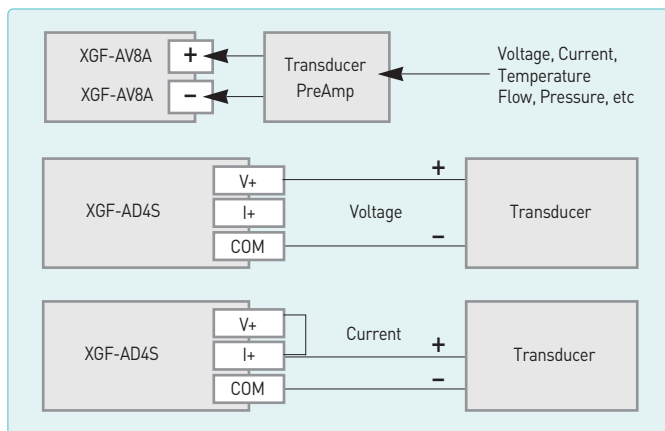 XGF-AV8A
+
XGF-AV8A
−
Transducer
PreAmp
Voltage, Current,
Temperature
Flow, Pressure, etc
XGF-AD4S
V+
I+
COM
Voltage
+
−
Transducer
XGF-AD4S
V+
I+
COM
Current
+
−
Transducer